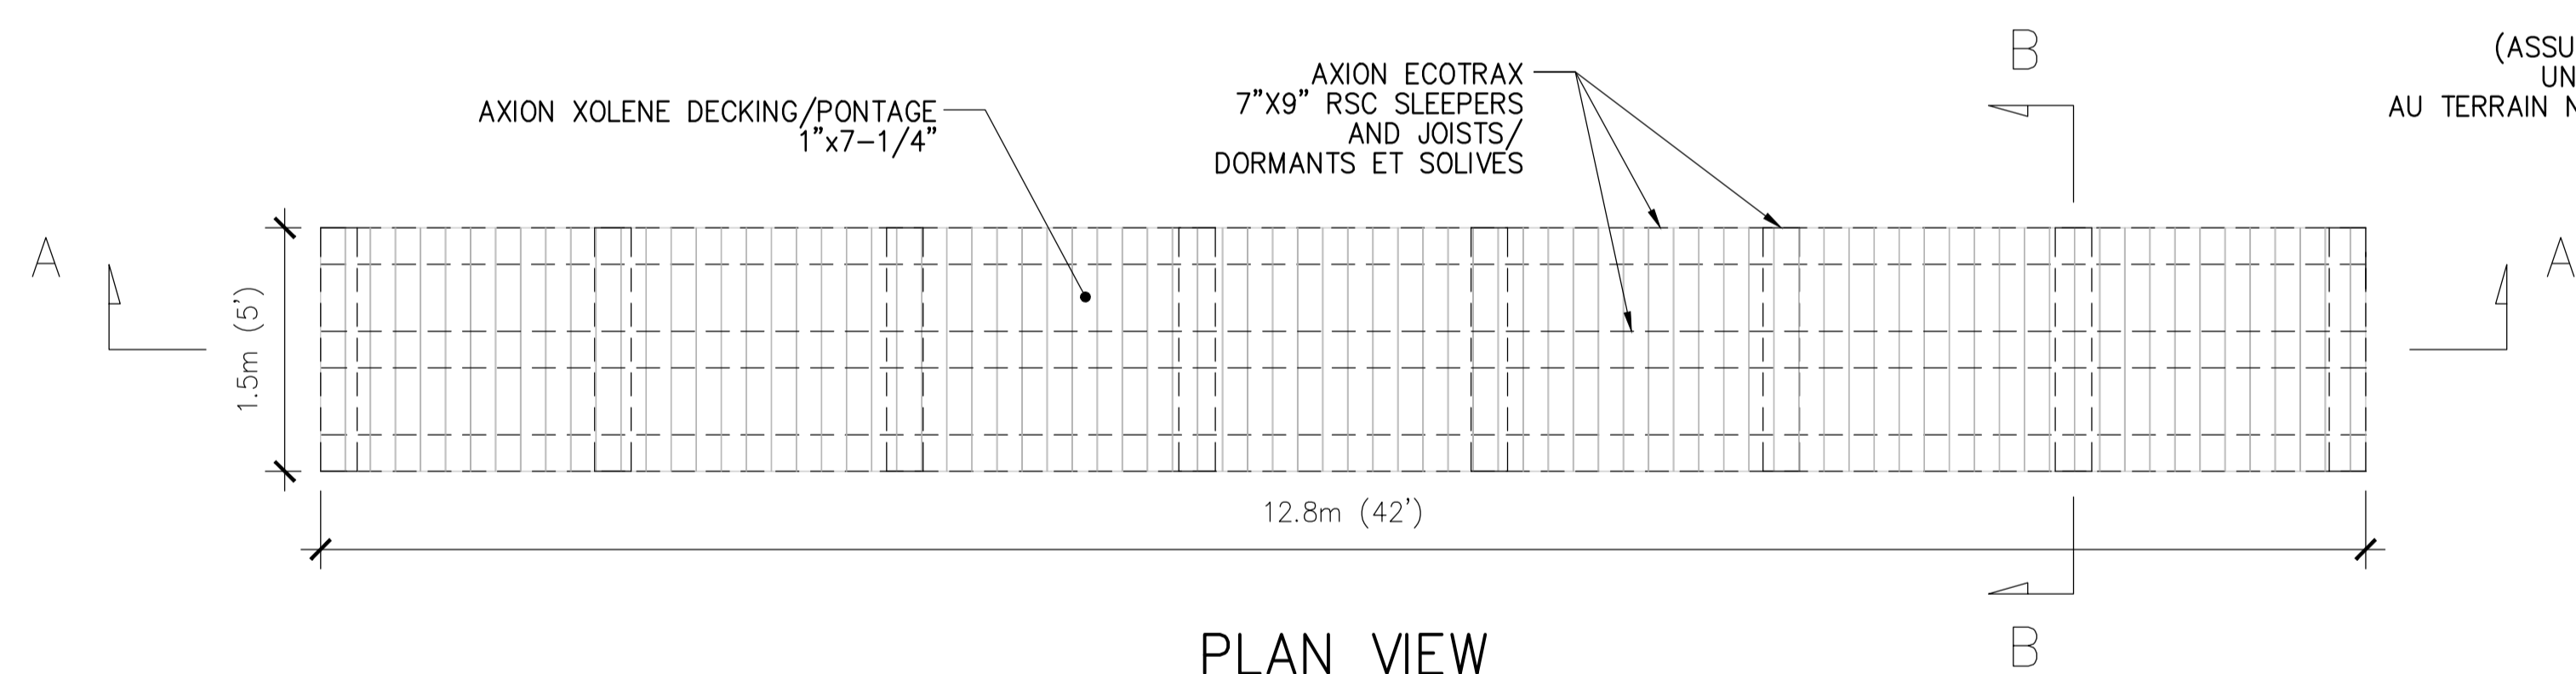 B
(ASSU
UN
AU TERRAIN N
AXION ECOTRAX
7"X9" RSC SLEEPERS
AND JOISTS/
DORMANTS ET SOLIVES
AXION XOLENE DECKING/PONTAGE
1"x7-1/4"
A
A
1.5m (5')
12.8m (42')
PLAN VIEW
B